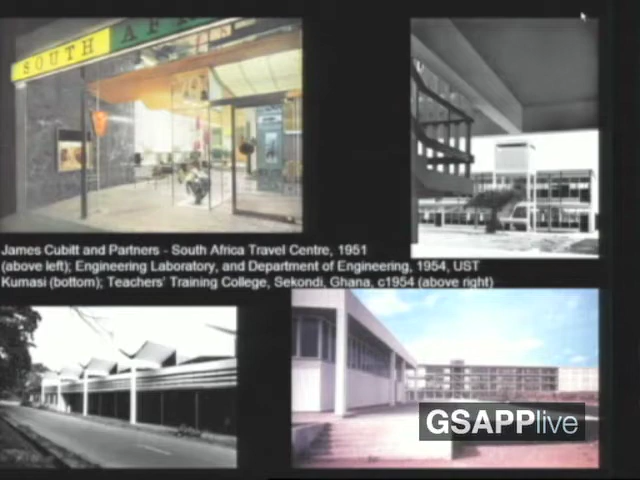 SOUTH AFR
James Cubitt and Partners - South Africa Travel Centre, 1951
(above left); Engineering Laboratory, and Department of Engineering, 1954, UST
Kumasi (bottom); Teachers' Training College, Sekondi, Ghana, c1954 (above right)
GSAPPlive